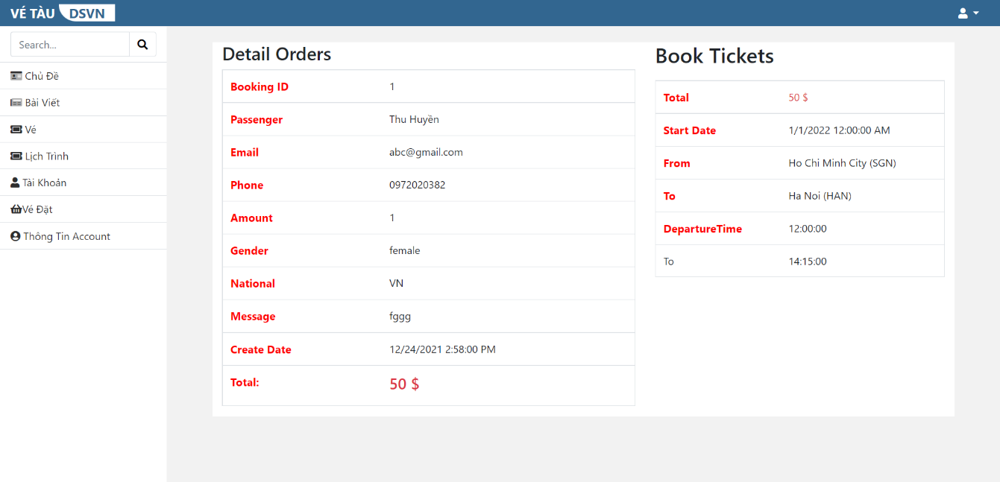 VÉ TÀU DSVN
Search...
Chủ Đề
Bài Viết
Vé
Lịch Trình
Tài Khoản
Vé Đặt
Thông Tin Account
Detail Orders
Booking ID 1
Passenger Thu Huyền
Email abc@gmail.com
Phone 0972020382
Amount 1
Gender female
National VN
Message fggg
Create Date 12/24/2021 2:58:00 PM
Total: 50 $
Book Tickets
Total 50 $
Start Date 1/1/2022 12:00:00 AM
From Ho Chi Minh City (SGN)
To Ha Noi (HAN)
DepartureTime 12:00:00
To 14:15:00